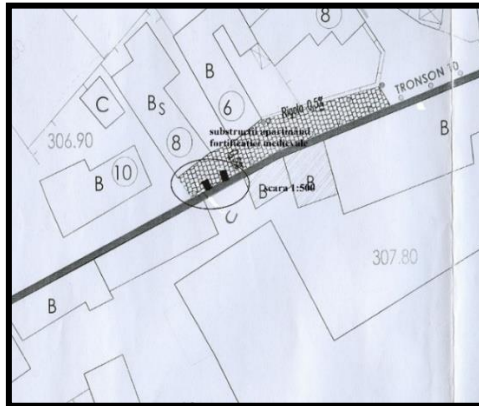 8
B
C
Bs
6
Rigola 0.5%
TRONSON 10
substrucții aparținând
fortificației medievale
306.90
8
B
10
B
scara 1:500
B
B
C
307.80
B